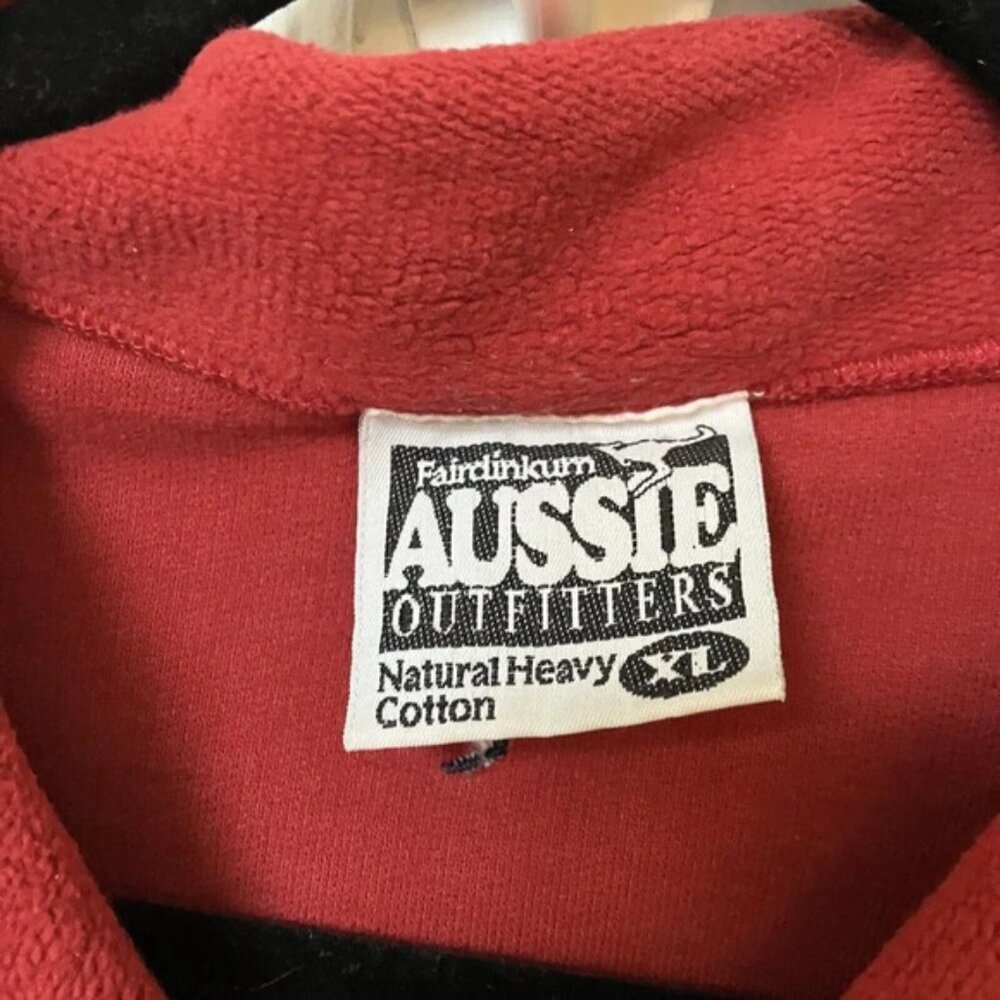 Fairdinkum
AUSSIE
OUTFITTERS
Natural Heavy XL
Cotton